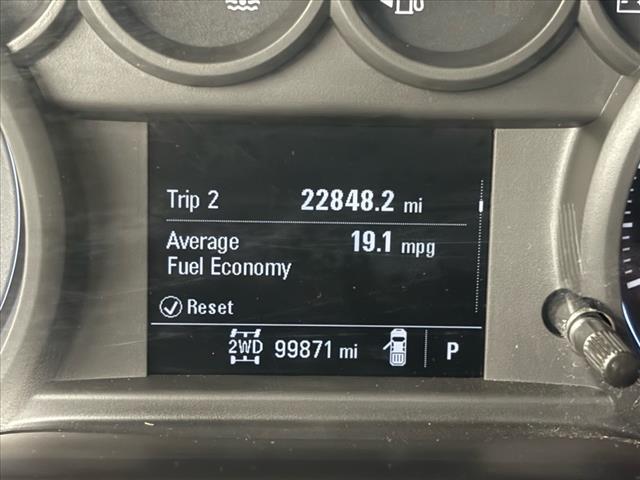 Trip 2 22848.2 mi
Average 19.1 mpg
Fuel Economy
Reset
2WD 99871 mi P